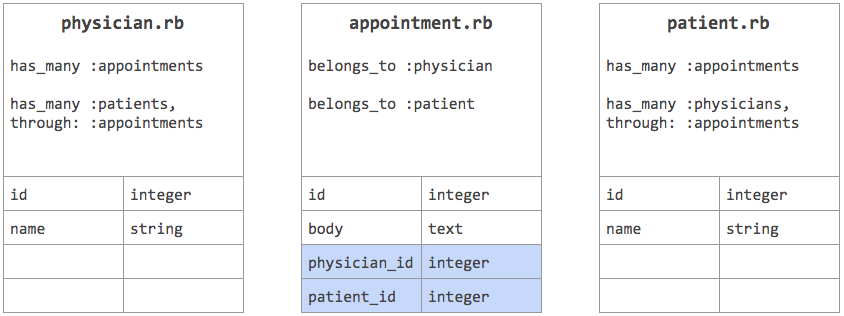 physician.rb
has_many :appointments
has_many :patients,
through: :appointments
id integer
name string
appointment.rb
belongs_to :physician
belongs_to :patient
id integer
body text
physician_id integer
patient_id integer
patient.rb
has_many :appointments
has_many :physicians,
through: :appointments
id integer
name string